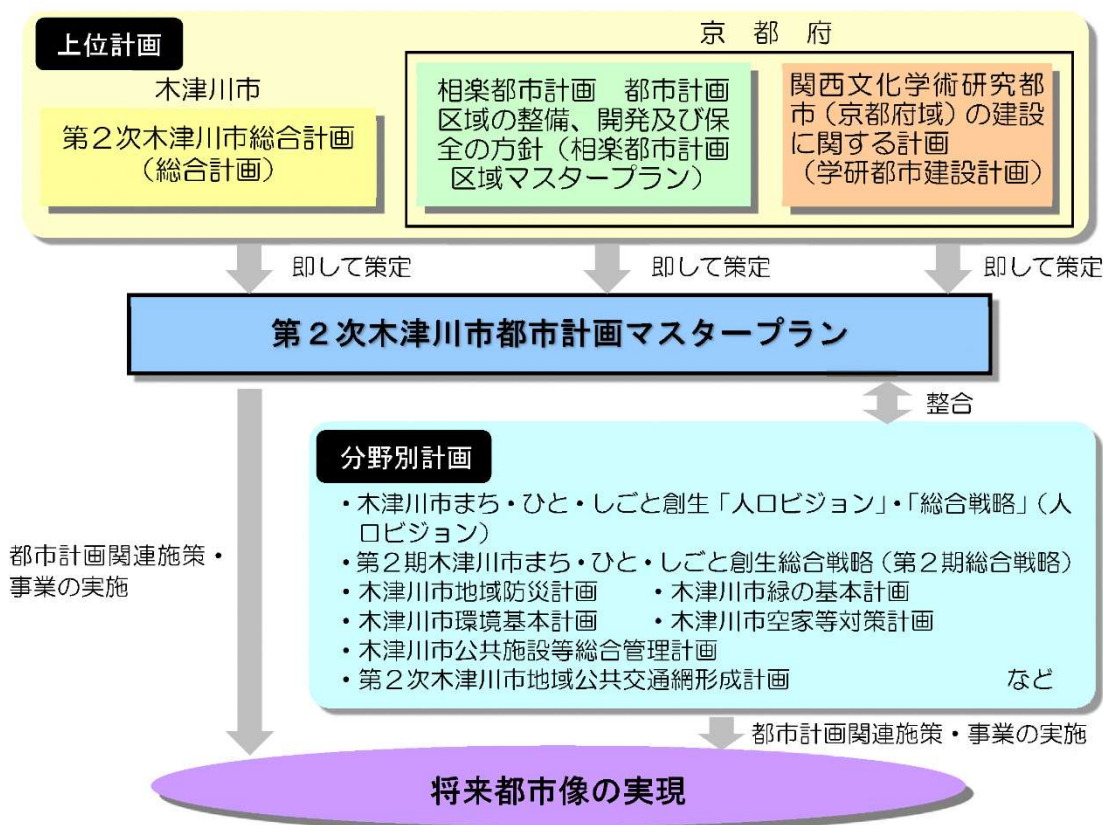 上位計画
木津川市
第２次木津川市総合計画
（総合計画）
京都府
相楽都市計画　都市計画
区域の整備、開発及び保
全の方針（相楽都市計画
区域マスタープラン）
関西文化学術研究都
市（京都府域）の建設
に関する計画
（学研都市建設計画）
即して策定
即して策定
即して策定
第２次木津川市都市計画マスタープラン
整合
分野別計画
・木津川市まち・ひと・しごと創生「人口ビジョン」・「総合戦略」（人
ロビジョン）
・第２期木津川市まち・ひと・しごと創生総合戦略（第２期総合戦略）
・木津川市地域防災計画　　・木津川市緑の基本計画
・木津川市環境基本計画　　・木津川市空家等対策計画
・木津川市公共施設等総合管理計画
・第２次木津川市地域公共交通網形成計画　　など
都市計画関連施策・
事業の実施
都市計画関連施策・事業の実施
将来都市像の実現